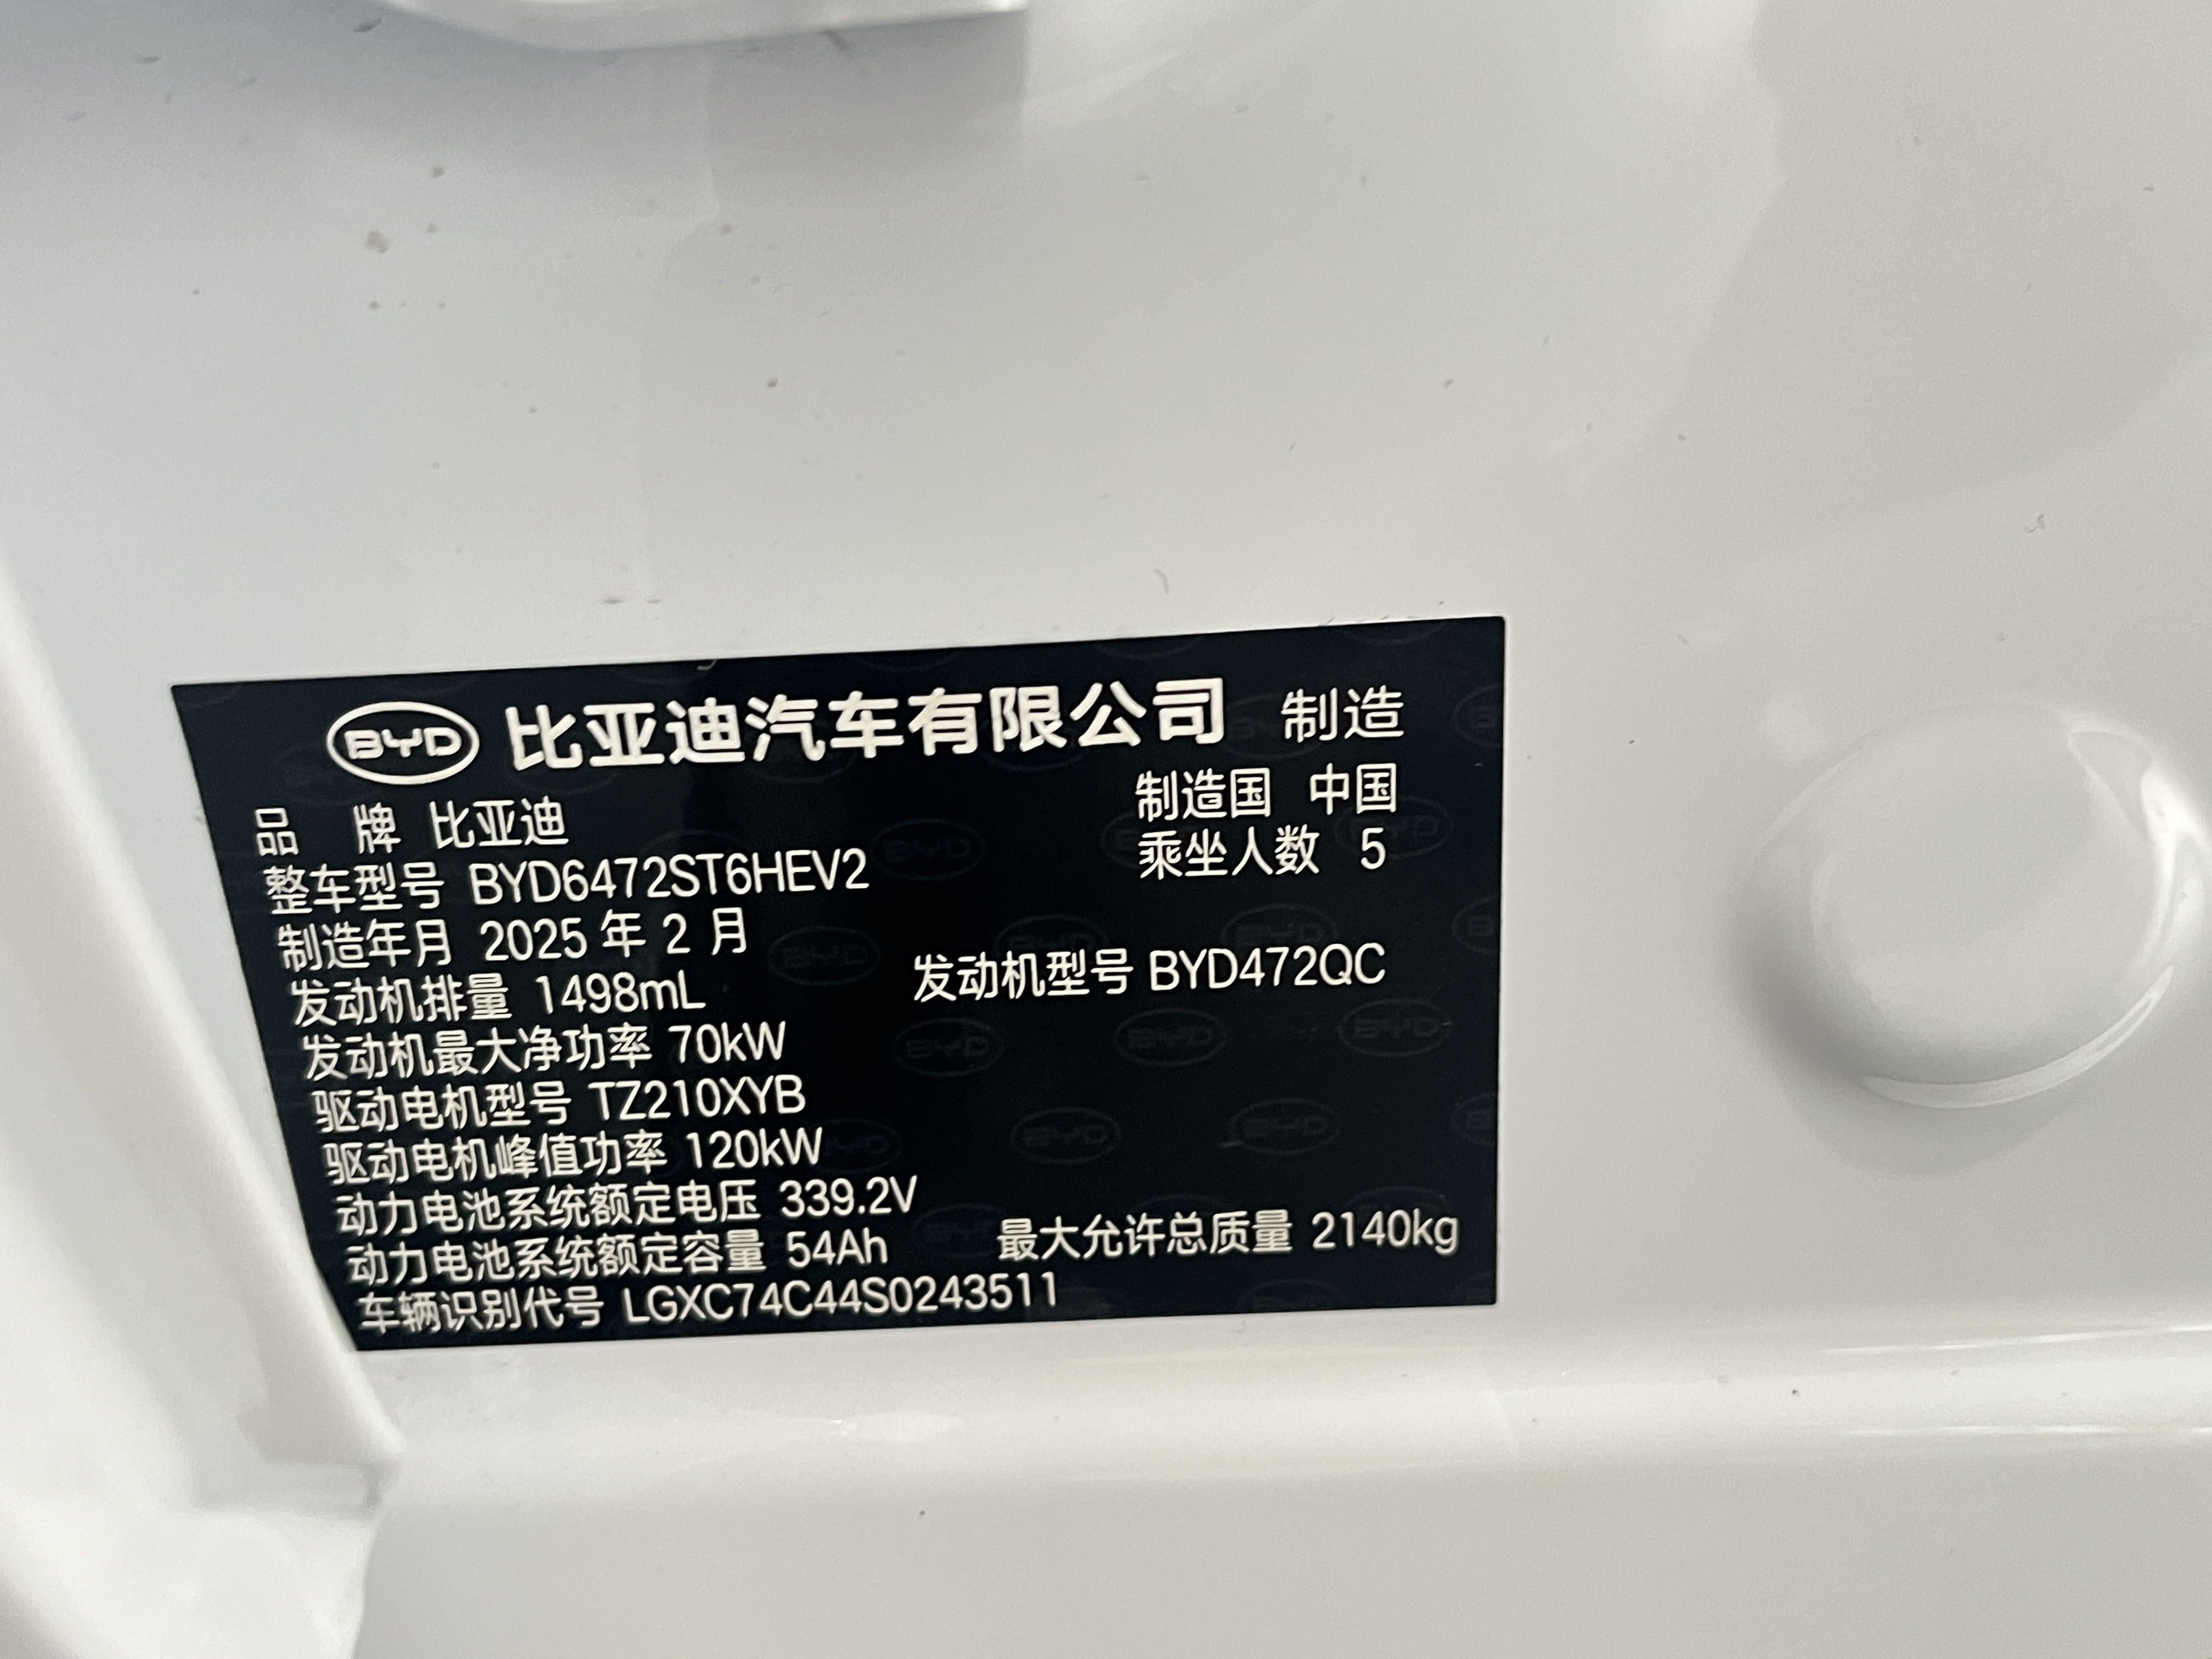 BYD 比亚迪汽车有限公司 制造
制造国 中国
品 牌 比亚迪
乘坐人数 5
整车型号 BYD6472ST6HEV2
制造年月 2025 年 2 月
发动机排量 1498mL 发动机型号 BYD472QC
发动机最大净功率 70kW
驱动电机型号 TZ210XYB
驱动电机峰值功率 120kW
动力电池系统额定电压 339.2V
动力电池系统额定容量 54Ah 最大允许总质量 2140kg
车辆识别代号 LGXC74C44S0243511